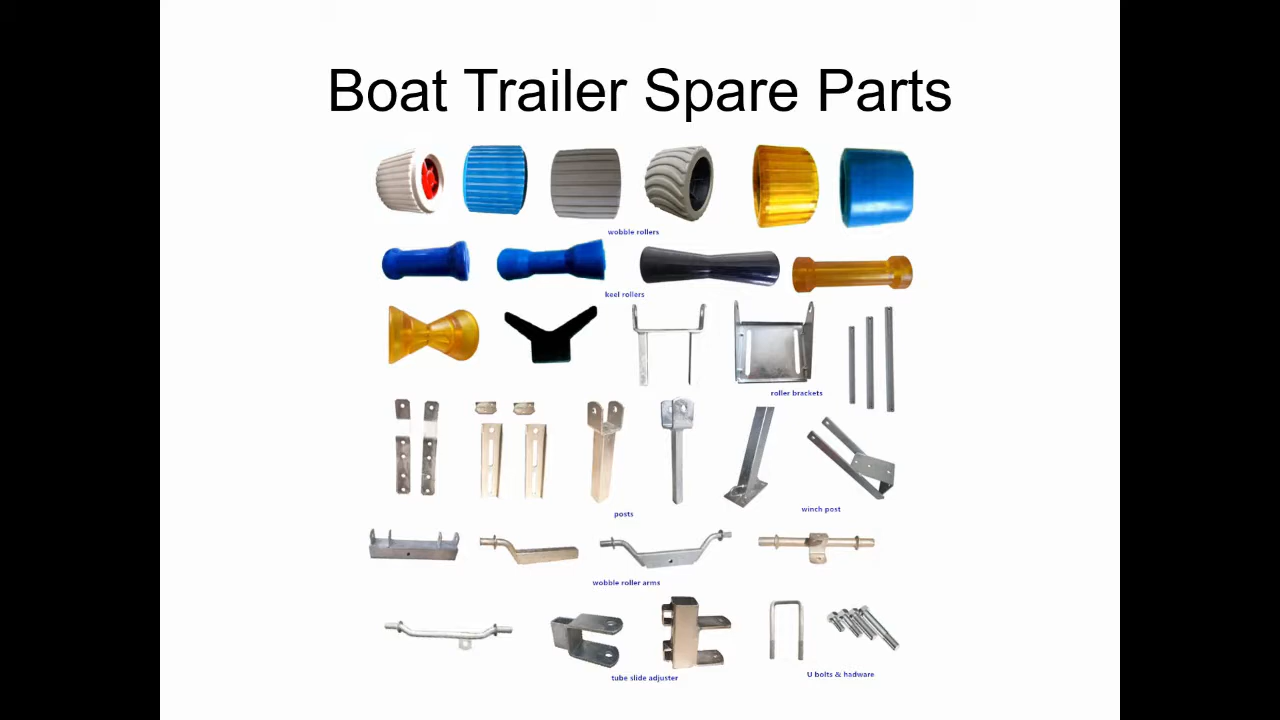 Boat Trailer Spare Parts
wobble rollers
keel rollers
roller brackets
posts
winch post
wobble roller arms
tube slide adjuster
U bolts & hadware